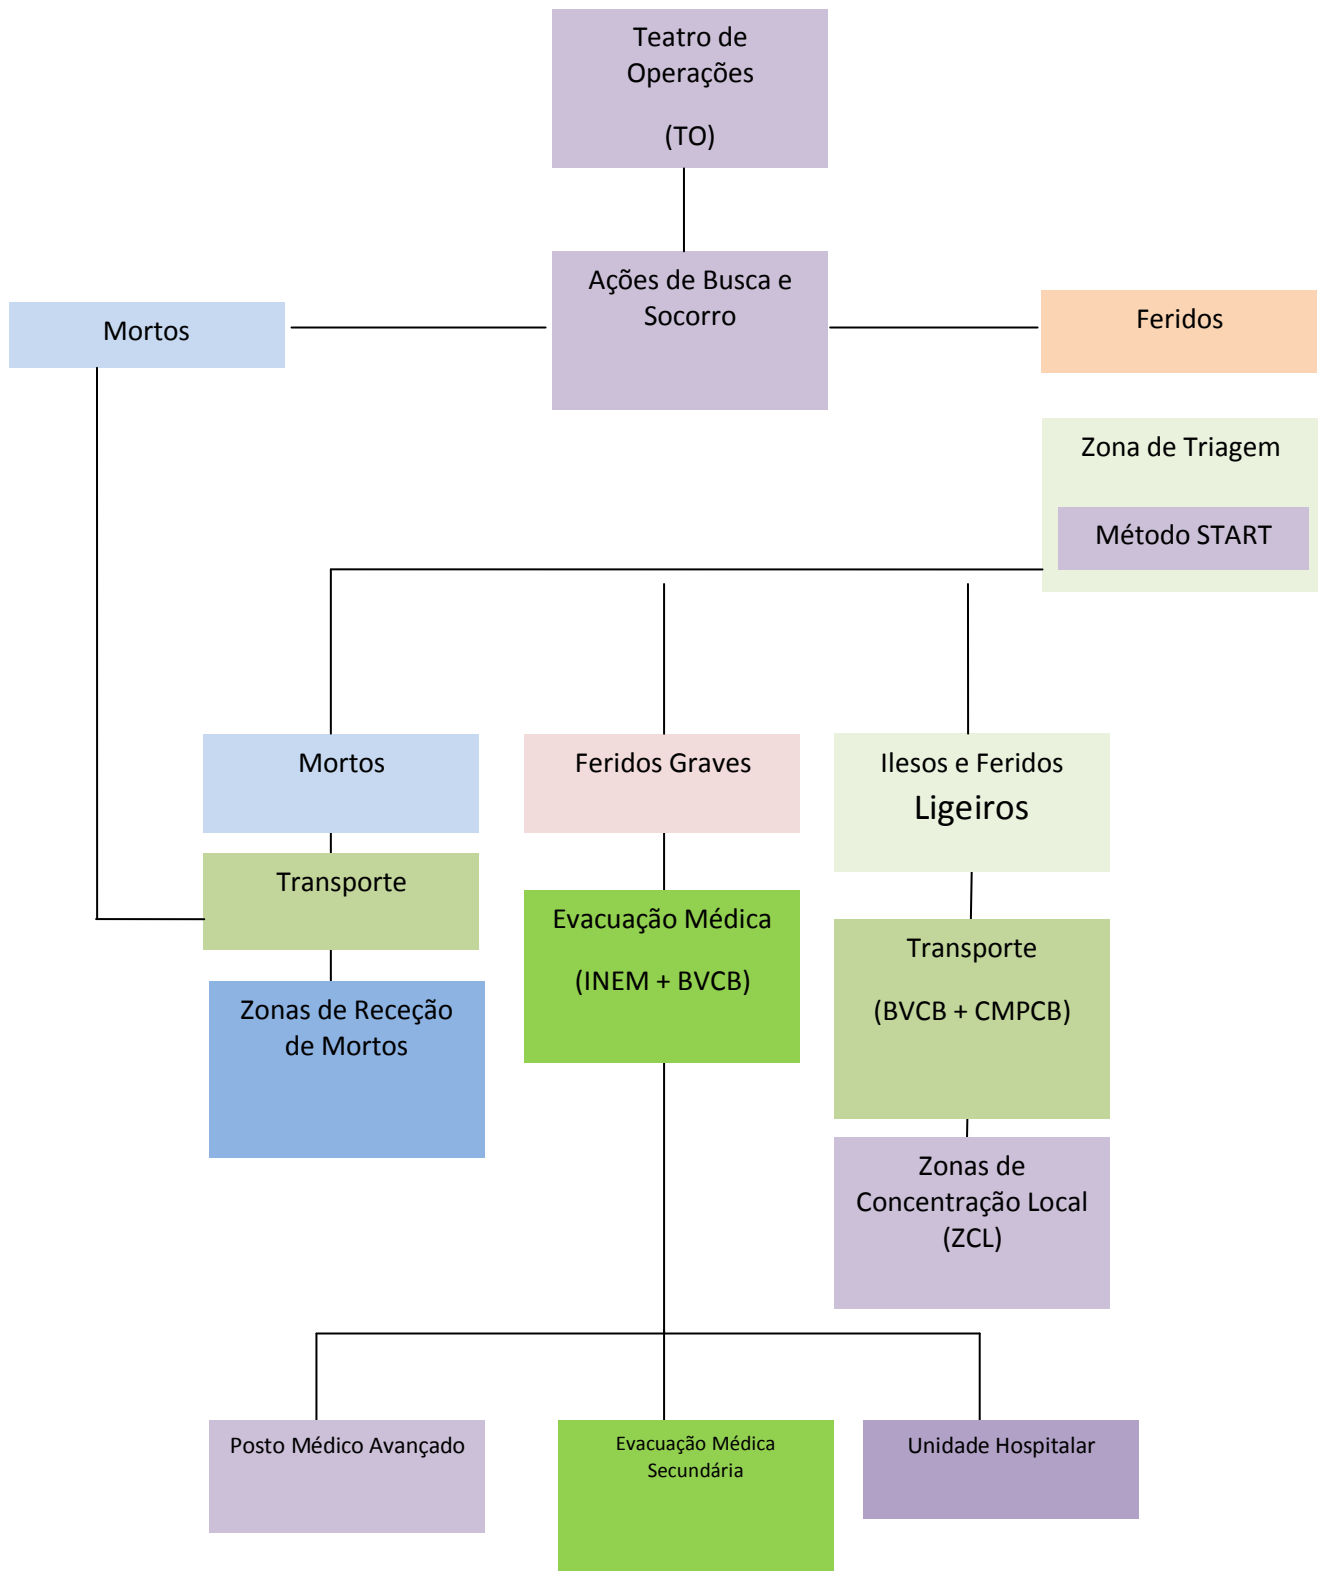 Teatro de
Operações
(TO)
Ações de Busca e
Socorro
Mortos
Feridos
Zona de Triagem
Método START
Mortos
Feridos Graves
Ilesos e Feridos
Ligeiros
Transporte
Evacuação Médica
(INEM + BVCB)
Transporte
(BVCB + CMPCB)
Zonas de Receção
de Mortos
Zonas de
Concentração Local
(ZCL)
Posto Médico Avançado
Evacuação Médica
Secundária
Unidade Hospitalar